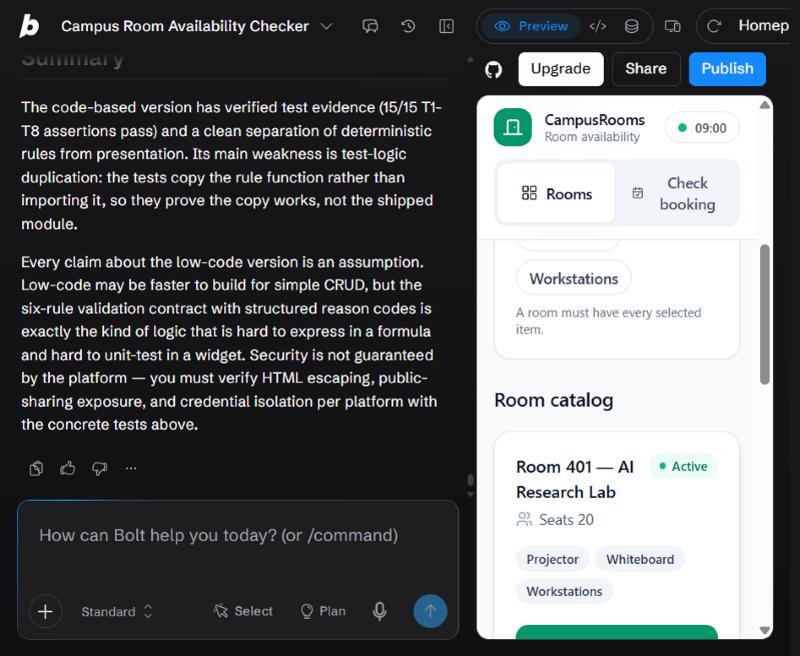 b Campus Room Availability Checker
Preview
Homep
Upgrade
Share
Publish
Summary
The code-based version has verified test evidence (15/15 T1-
T8 assertions pass) and a clean separation of deterministic
rules from presentation. Its main weakness is test-logic
duplication: the tests copy the rule function rather than
importing it, so they prove the copy works, not the shipped
module.
Every claim about the low-code version is an assumption.
Low-code may be faster to build for simple CRUD, but the
six-rule validation contract with structured reason codes is
exactly the kind of logic that is hard to express in a formula
and hard to unit-test in a widget. Security is not guaranteed
by the platform — you must verify HTML escaping, public-
sharing exposure, and credential isolation per platform with
the concrete tests above.
How can Bolt help you today? (or /command)
Standard
Select
Plan
CampusRooms
Room availability
09:00
Rooms
Check
booking
Workstations
A room must have every selected
item.
Room catalog
Room 401 — AI
Research Lab
Active
Seats 20
Projector
Whiteboard
Workstations